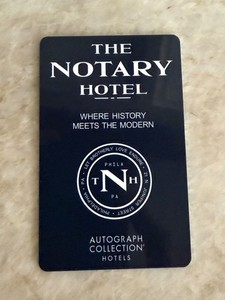 THE
NOTARY
HOTEL
WHERE HISTORY
MEETS THE MODERN
PHILA
T N H
PA
AUTOGRAPH
COLLECTION®
HOTELS